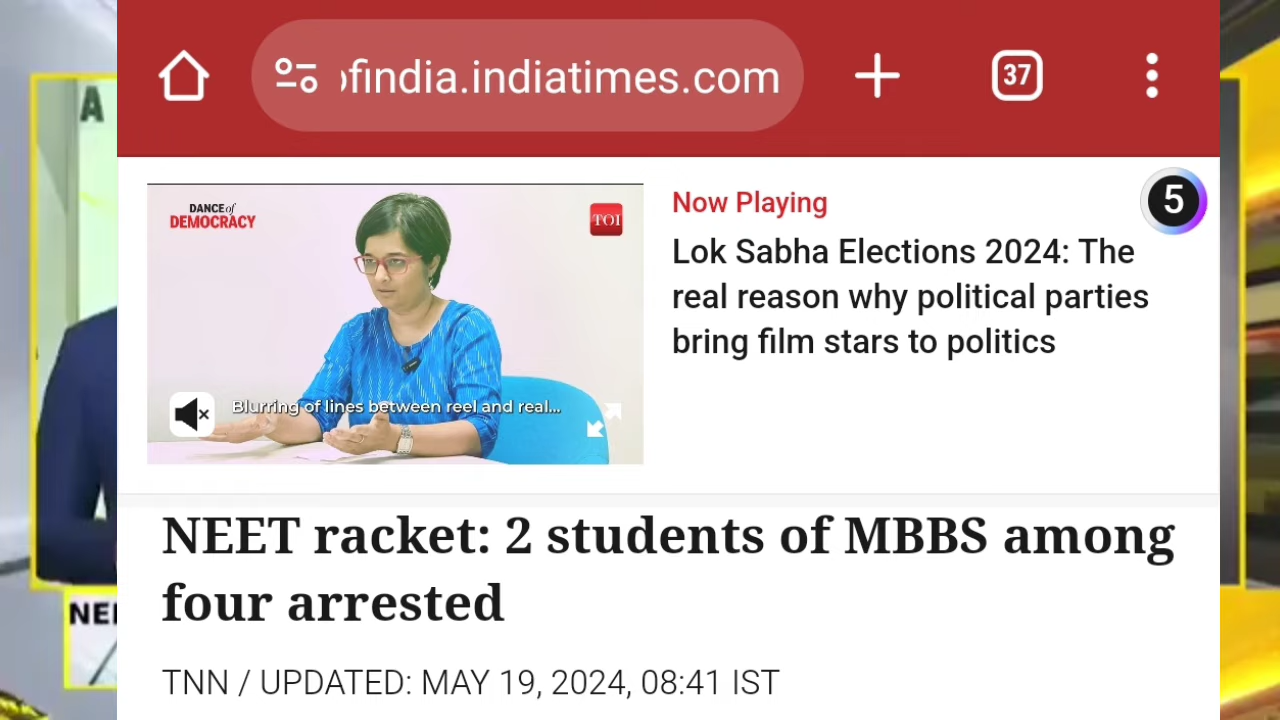 A
ofindia.indiatimes.com
37
DANCE of
DEMOCRACY
TOI
Blurring of lines between reel and real...
Now Playing
5
Lok Sabha Elections 2024: The
real reason why political parties
bring film stars to politics
NEET racket: 2 students of MBBS among
four arrested
NE
TNN / UPDATED: MAY 19, 2024, 08:41 IST